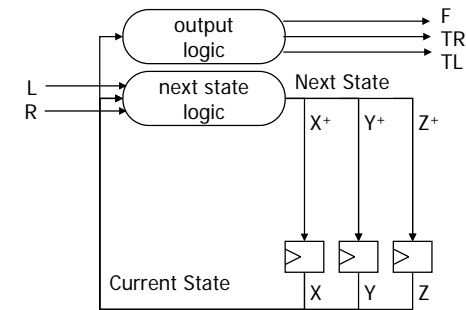 output
logic
F
TR
TL
L
R
next state
logic
Next State
X+
Y+
Z+
Current State
X
Y
Z